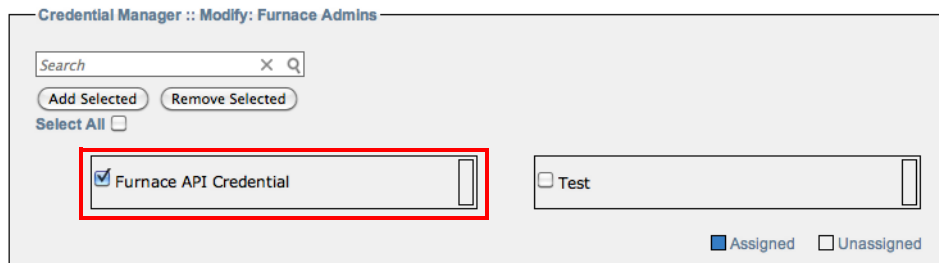 Credential Manager :: Modify: Furnace Admins
Search
Add Selected Remove Selected
Select All
Furnace API Credential Test
Assigned Unassigned